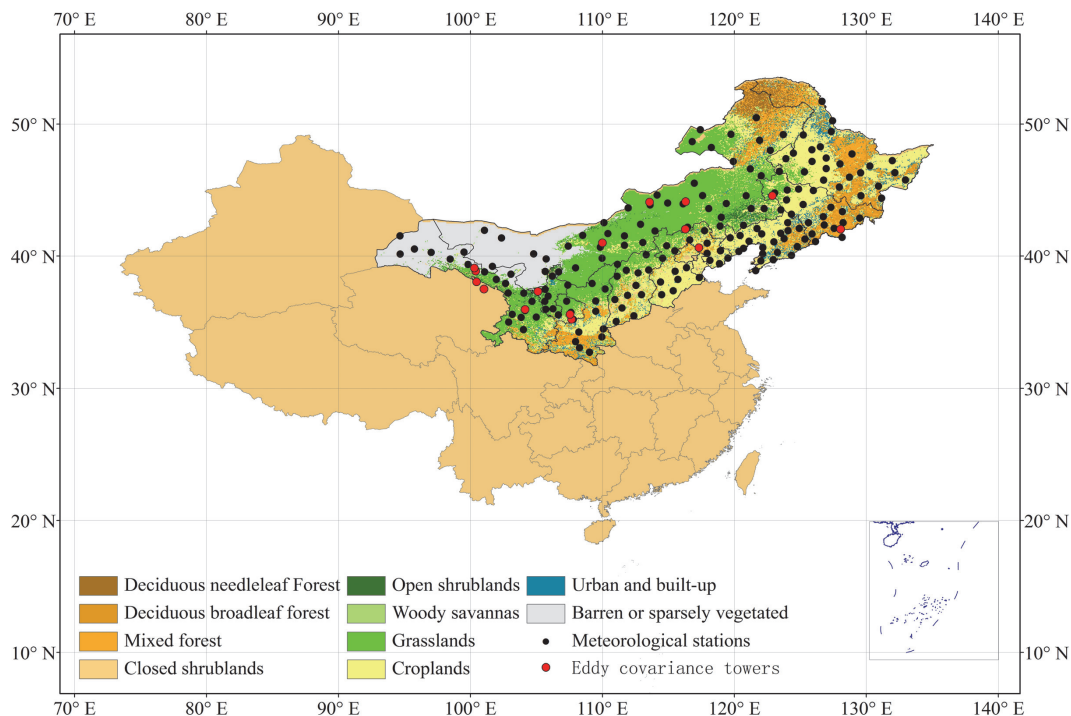 70° E 80° E 90° E 100° E 110° E 120° E 130° E 140° E
50° N 50° N
40° N 40° N
30° N 30° N
20° N 20° N
10° N 10° N
Deciduous needleleaf Forest
Deciduous broadleaf forest
Mixed forest
Closed shrublands
Open shrublands
Woody savannas
Grasslands
Croplands
Urban and built-up
Barren or sparsely vegetated
Meteorological stations
Eddy covariance towers
70° E 80° E 90° E 100° E 110° E 120° E 130° E 140° E